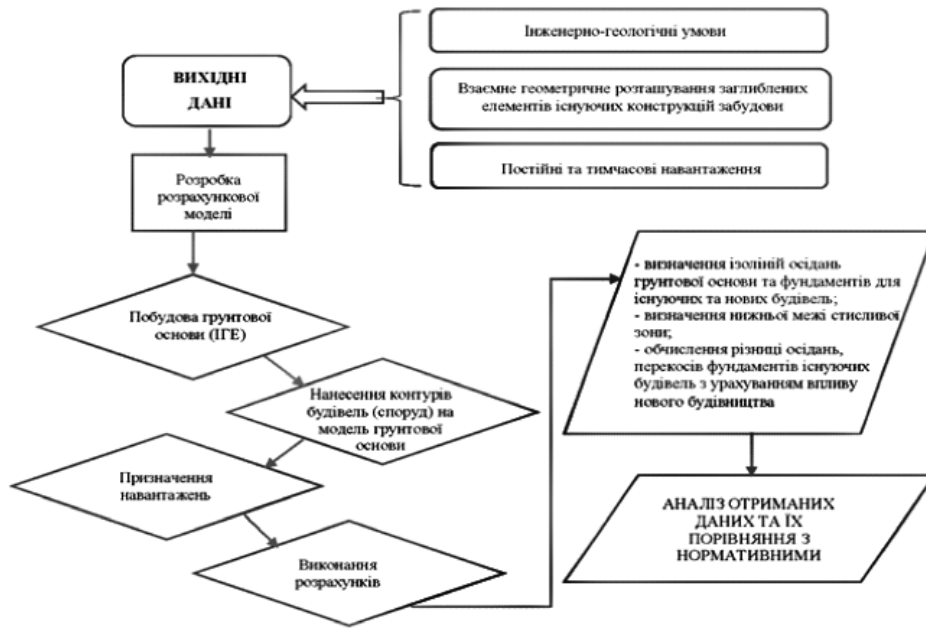 Інженерно-геологічні умови
ВИХІДНІ
ДАНІ
Взаємне геометричне розташування заглиблених
елементів існуючих конструкцій забудови
Постійні та тимчасові навантаження
Розробка
розрахункової
моделі
Побудова грунтової
основи (ІГЕ)
Нанесення контурів
будівель (споруд) на
модель грунтової
основи
Призначення
навантажень
Виконання
розрахунків
- визначення ізоліній осідань
грунтової основи та фундаментів для
існуючих та нових будівель;
- визначення нижньої межі стисливої
зони;
- обчислення різниці осідань,
перекосів фундаментів існуючих
будівель з урахуванням впливу
нового будівництва
АНАЛІЗ ОТРИМАНИХ
ДАНИХ ТА ЇХ
ПОРІВНЯННЯ З
НОРМАТИВНИМИ